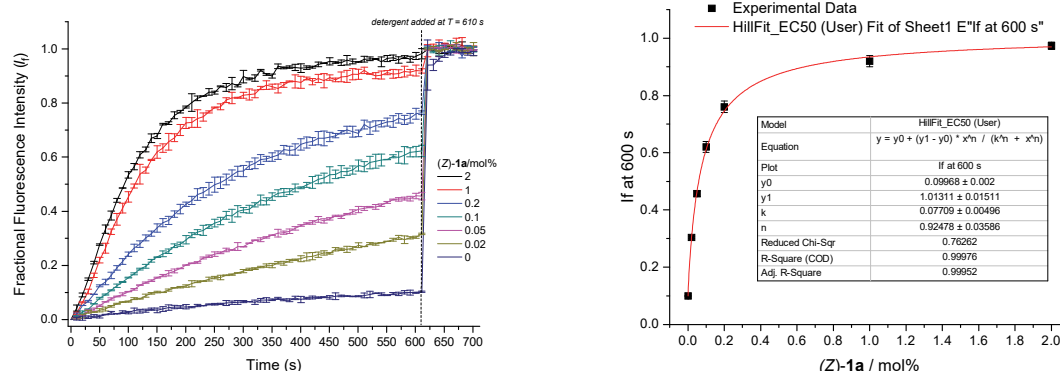 detergent added at T = 610 s
Fractional Fluorescence Intensity (If)
1.0
0.8
0.6
0.4
0.2
0.0
(Z)-1a/mol%
2
1
0.2
0.1
0.05
0.02
0
0 50 100 150 200 250 300 350 400 450 500 550 600 650 700
Time (s)
Experimental Data
HillFit_EC50 (User) Fit of Sheet1 E"If at 600 s"
If at 600 s
1.0
0.8
0.6
0.4
0.2
0.0
Model HillFit_EC50 (User)
Equation y = y0 + (y1 - y0) * x^n / (k^n + x^n)
Plot If at 600 s
y0 0.09968 ± 0.002
y1 1.01311 ± 0.01511
k 0.07709 ± 0.00496
n 0.92478 ± 0.03586
Reduced Chi-Sqr 0.76262
R-Square (COD) 0.99976
Adj. R-Square 0.99952
0.0 0.2 0.4 0.6 0.8 1.0 1.2 1.4 1.6 1.8 2.0
(Z)-1a / mol%